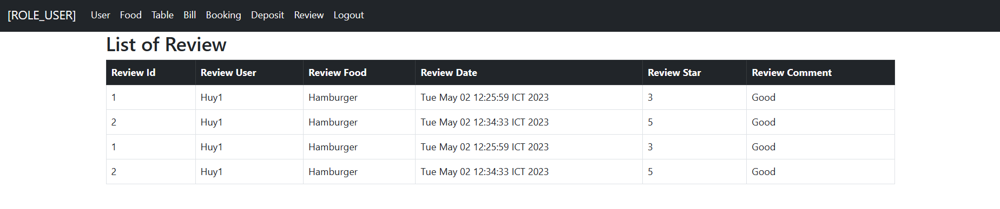 [ROLE_USER] User Food Table Bill Booking Deposit Review Logout
List of Review
Review Id Review User Review Food Review Date Review Star Review Comment
1 Huy1 Hamburger Tue May 02 12:25:59 ICT 2023 3 Good
2 Huy1 Hamburger Tue May 02 12:34:33 ICT 2023 5 Good
1 Huy1 Hamburger Tue May 02 12:25:59 ICT 2023 3 Good
2 Huy1 Hamburger Tue May 02 12:34:33 ICT 2023 5 Good